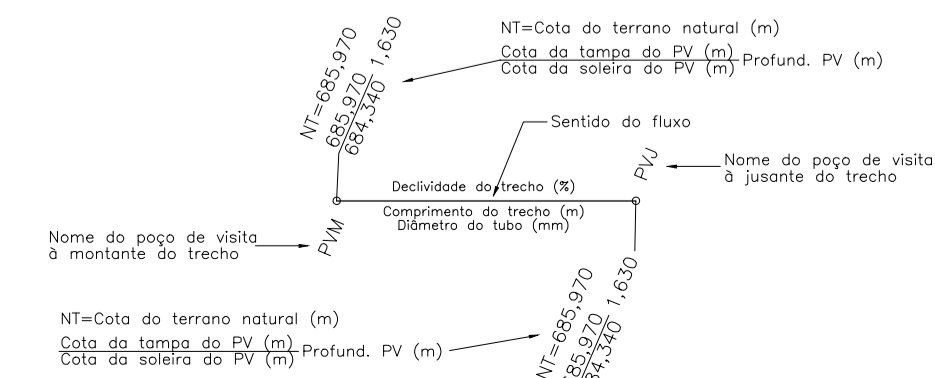 NT=685,970
685,970
684,340
1,630
NT=Cota do terrano natural (m)
Cota da tampa do PV (m)
Cota da soleira do PV (m)
Profund. PV (m)
Sentido do fluxo
PVJ
Nome do poço de visita
à jusante do trecho
Declividade do trecho (%)
Comprimento do trecho (m)
Diâmetro do tubo (mm)
PVM
Nome do poço de visita
à montante do trecho
NT=685,970
685,970
684,340
1,630
NT=Cota do terrano natural (m)
Cota da tampa do PV (m)
Cota da soleira do PV (m)
Profund. PV (m)